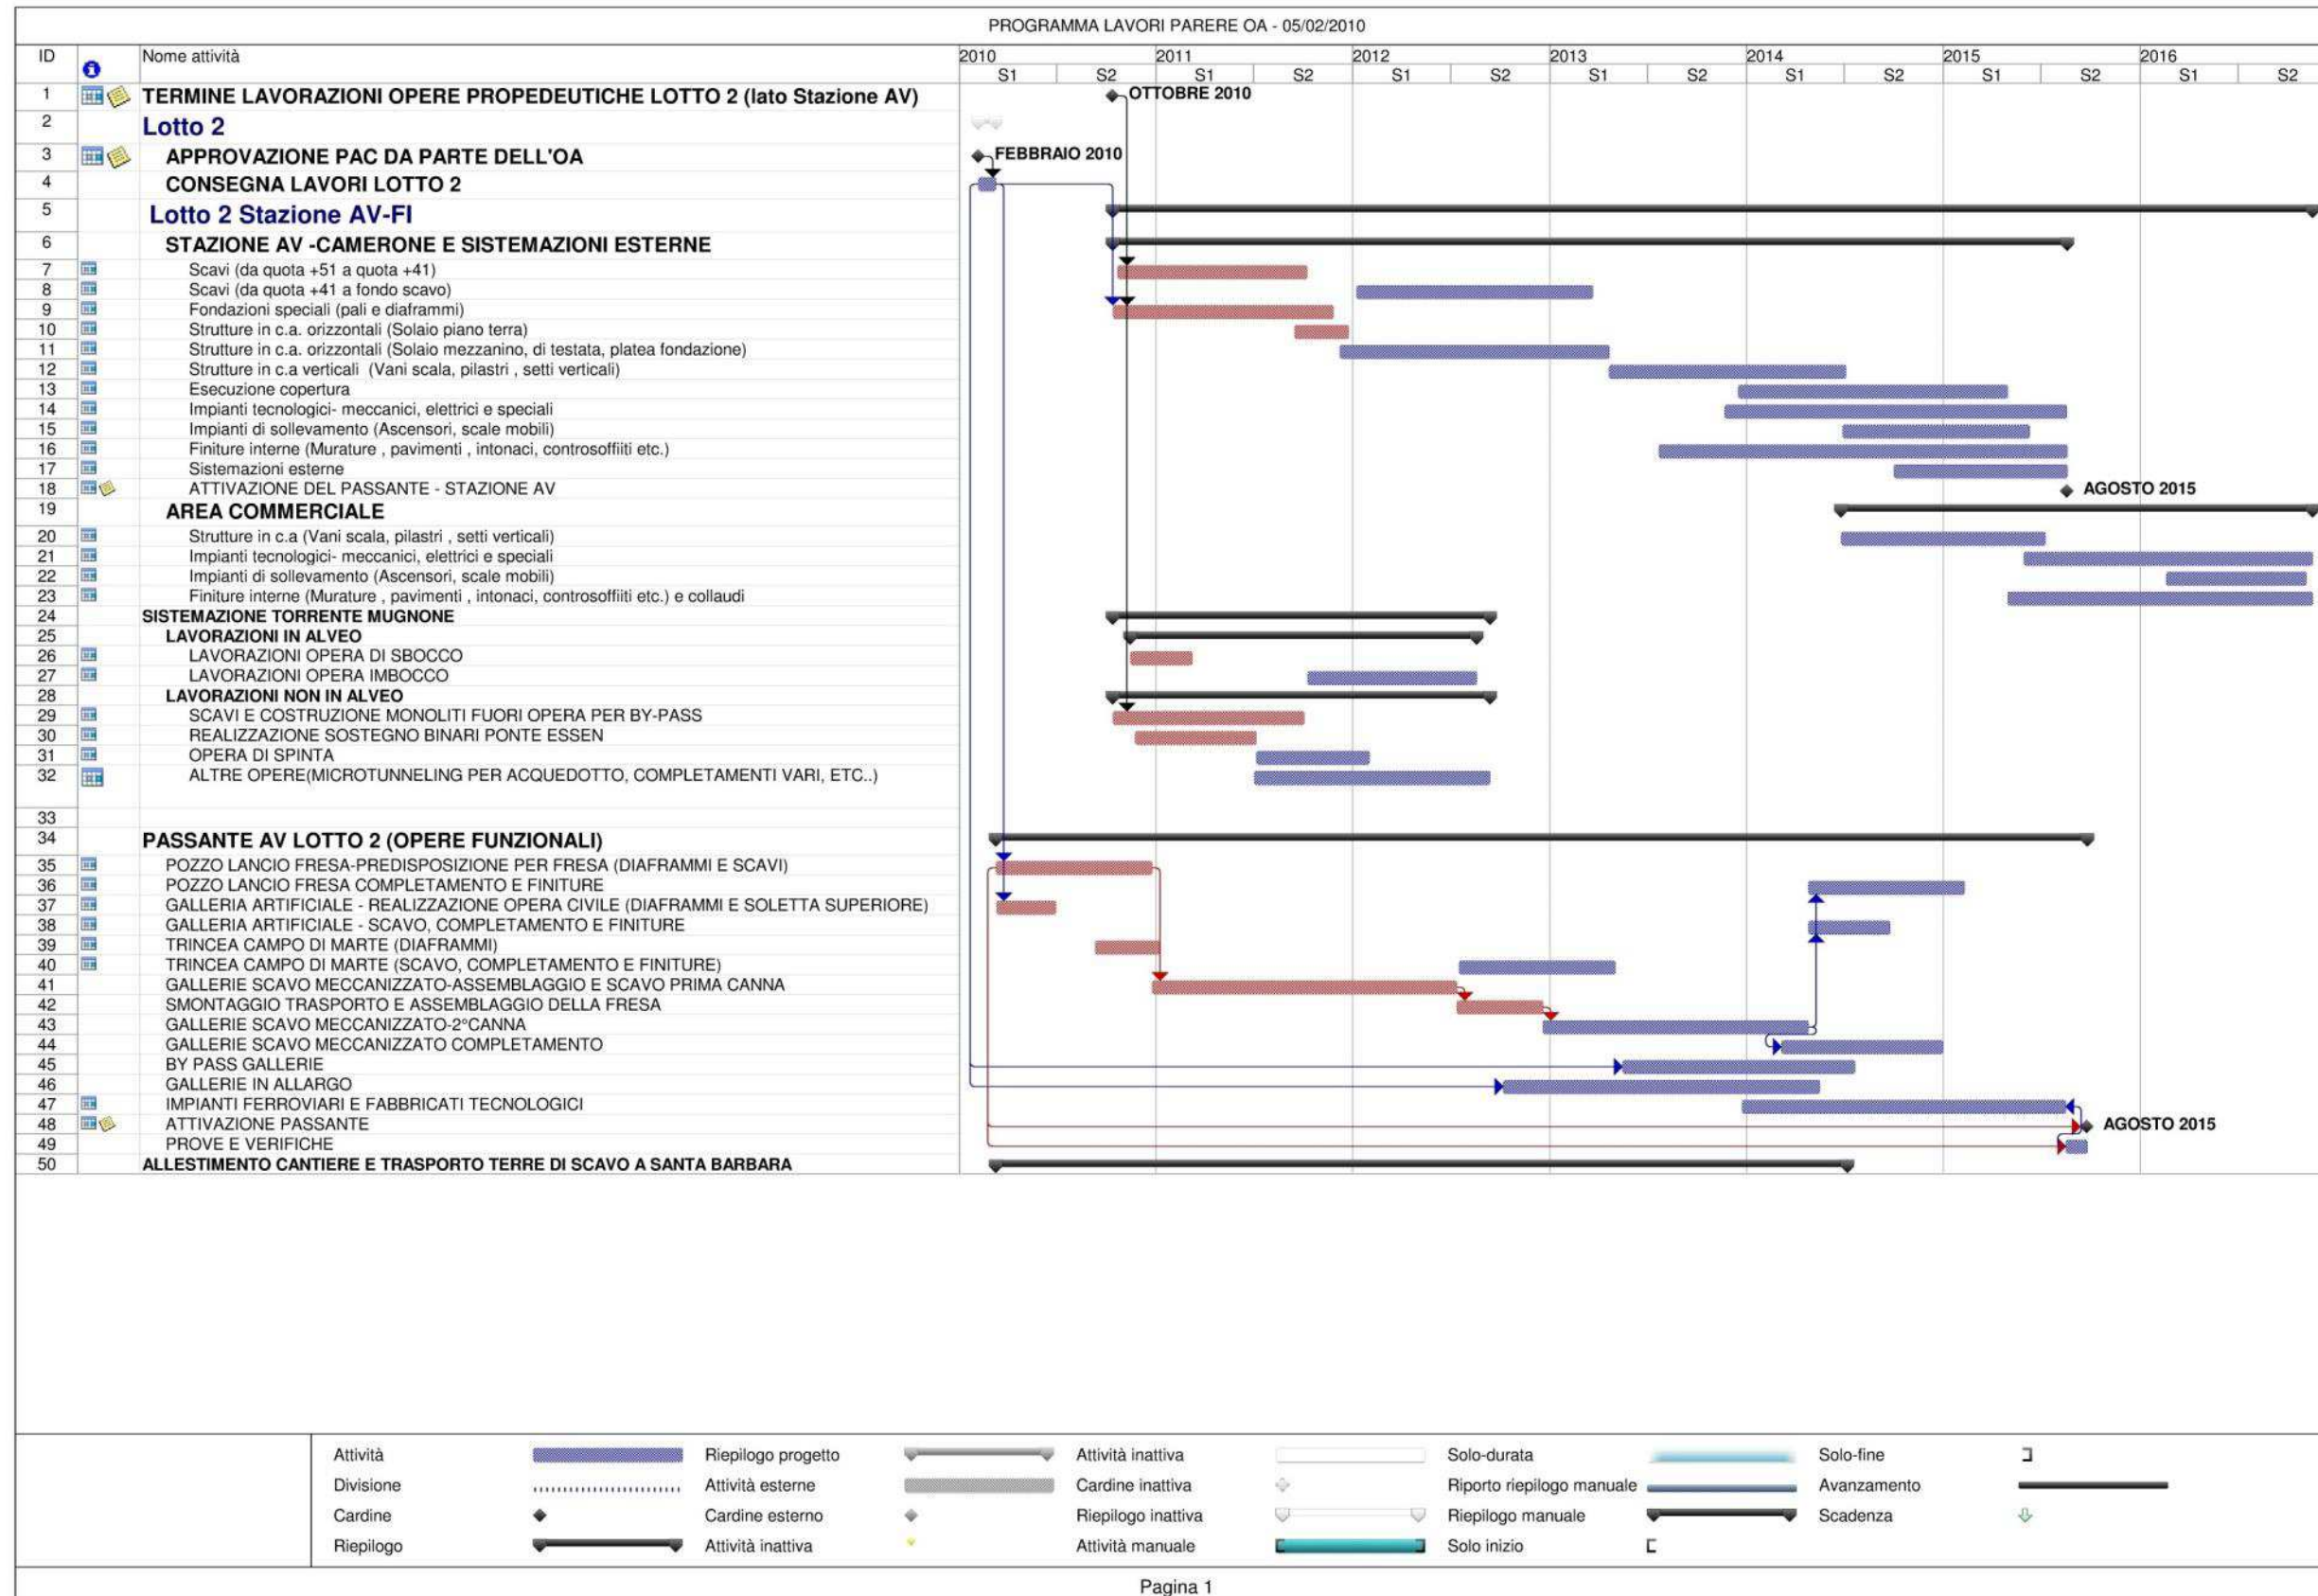 PROGRAMMA LAVORI PARERE OA - 05/02/2010
ID Nome attività 2010 2011 2012 2013 2014 2015 2016
S1 S2 S1 S2 S1 S2 S1 S2 S1 S2 S1 S2 S1 S2
1 TERMINE LAVORAZIONI OPERE PROPEDEUTICHE LOTTO 2 (lato Stazione AV) OTTOBRE 2010
2 Lotto 2
3 APPROVAZIONE PAC DA PARTE DELL'OA FEBBRAIO 2010
4 CONSEGNA LAVORI LOTTO 2
5 Lotto 2 Stazione AV-FI
6 STAZIONE AV -CAMERONE E SISTEMAZIONI ESTERNE
7 Scavi (da quota +51 a quota +41)
8 Scavi (da quota +41 a fondo scavo)
9 Fondazioni speciali (pali e diaframmi)
10 Strutture in c.a. orizzontali (Solaio piano terra)
11 Strutture in c.a. orizzontali (Solaio mezzanino, di testata, platea fondazione)
12 Strutture in c.a verticali (Vani scala, pilastri , setti verticali)
13 Esecuzione copertura
14 Impianti tecnologici- meccanici, elettrici e speciali
15 Impianti di sollevamento (Ascensori, scale mobili)
16 Finiture interne (Murature , pavimenti , intonaci, controsoffiiti etc.)
17 Sistemazioni esterne
18 ATTIVAZIONE DEL PASSANTE - STAZIONE AV AGOSTO 2015
19 AREA COMMERCIALE
20 Strutture in c.a (Vani scala, pilastri , setti verticali)
21 Impianti tecnologici- meccanici, elettrici e speciali
22 Impianti di sollevamento (Ascensori, scale mobili)
23 Finiture interne (Murature , pavimenti , intonaci, controsoffiiti etc.) e collaudi
24 SISTEMAZIONE TORRENTE MUGNONE
25 LAVORAZIONI IN ALVEO
26 LAVORAZIONI OPERA DI SBOCCO
27 LAVORAZIONI OPERA IMBOCCO
28 LAVORAZIONI NON IN ALVEO
29 SCAVI E COSTRUZIONE MONOLITI FUORI OPERA PER BY-PASS
30 REALIZZAZIONE SOSTEGNO BINARI PONTE ESSEN
31 OPERA DI SPINTA
32 ALTRE OPERE(MICROTUNNELING PER ACQUEDOTTO, COMPLETAMENTI VARI, ETC..)
33
34 PASSANTE AV LOTTO 2 (OPERE FUNZIONALI)
35 POZZO LANCIO FRESA-PREDISPOSIZIONE PER FRESA (DIAFRAMMI E SCAVI)
36 POZZO LANCIO FRESA COMPLETAMENTO E FINITURE
37 GALLERIA ARTIFICIALE - REALIZZAZIONE OPERA CIVILE (DIAFRAMMI E SOLETTA SUPERIORE)
38 GALLERIA ARTIFICIALE - SCAVO, COMPLETAMENTO E FINITURE
39 TRINCEA CAMPO DI MARTE (DIAFRAMMI)
40 TRINCEA CAMPO DI MARTE (SCAVO, COMPLETAMENTO E FINITURE)
41 GALLERIE SCAVO MECCANIZZATO-ASSEMBLAGGIO E SCAVO PRIMA CANNA
42 SMONTAGGIO TRASPORTO E ASSEMBLAGGIO DELLA FRESA
43 GALLERIE SCAVO MECCANIZZATO-2°CANNA
44 GALLERIE SCAVO MECCANIZZATO COMPLETAMENTO
45 BY PASS GALLERIE
46 GALLERIE IN ALLARGO
47 IMPIANTI FERROVIARI E FABBRICATI TECNOLOGICI
48 ATTIVAZIONE PASSANTE AGOSTO 2015
49 PROVE E VERIFICHE
50 ALLESTIMENTO CANTIERE E TRASPORTO TERRE DI SCAVO A SANTA BARBARA
Attività Riepilogo progetto Attività inattiva Solo-durata Solo-fine
Divisione Attività esterne Cardine inattiva Riporto riepilogo manuale Avanzamento
Cardine Cardine esterno Riepilogo inattiva Riepilogo manuale Scadenza
Riepilogo Attività inattiva Attività manuale Solo inizio
Pagina 1